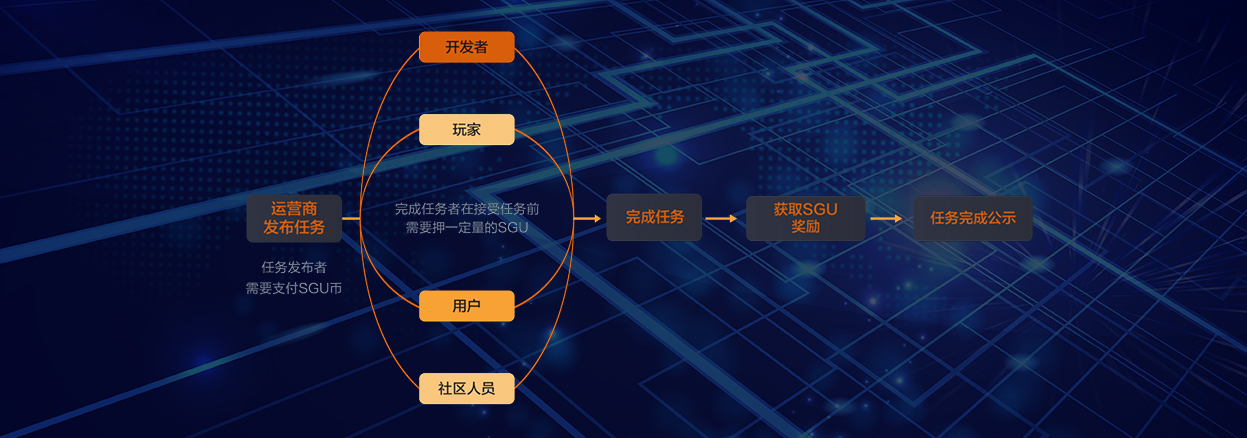 运营商
发布任务
任务发布者
需要支付SGU币
开发者
玩家
完成任务者在接受任务前
需要押一定量的SGU
用户
社区人员
完成任务
获取SGU
奖励
任务完成公示